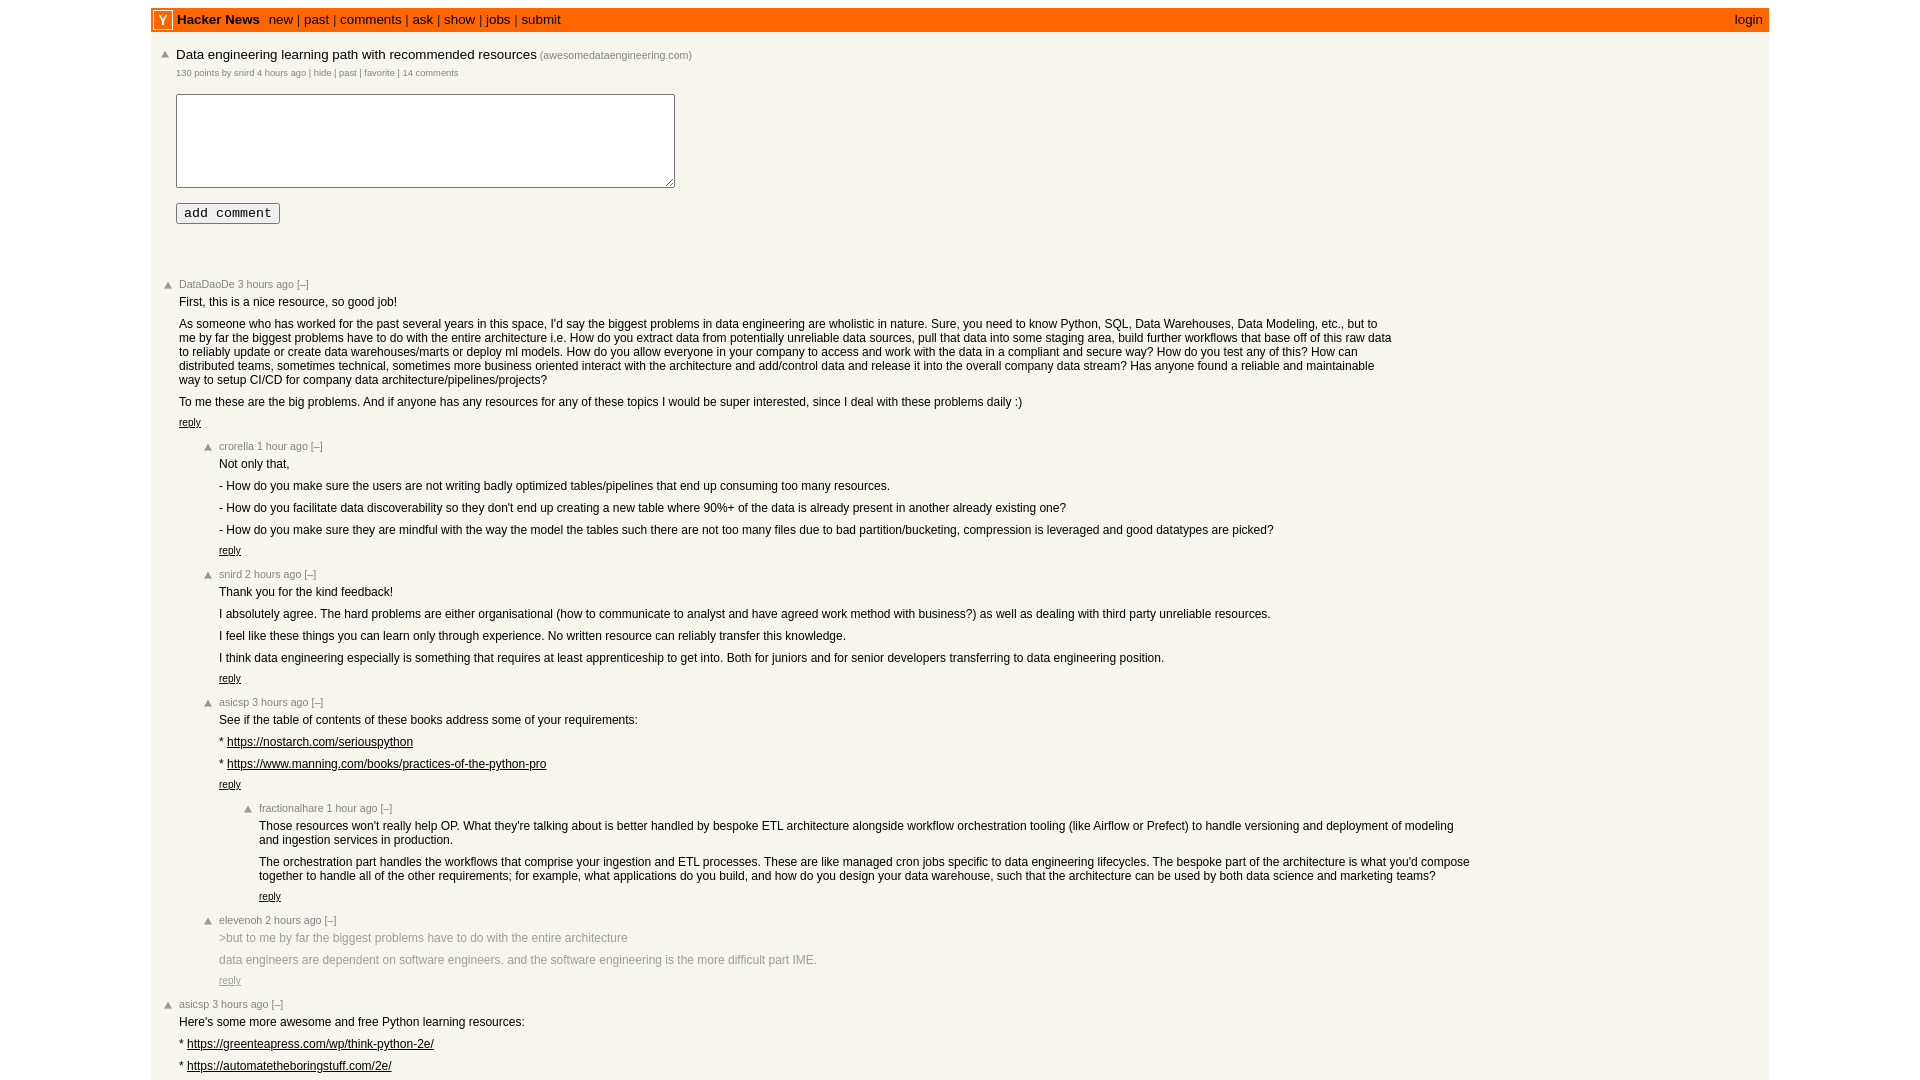 Y Hacker News new | past | comments | ask | show | jobs | submit login
Data engineering learning path with recommended resources (awesomedataengineering.com)
130 points by snird 4 hours ago | hide | past | favorite | 14 comments
add comment
DataDaoDe 3 hours ago [–]
First, this is a nice resource, so good job!
As someone who has worked for the past several years in this space, I'd say the biggest problems in data engineering are wholistic in nature. Sure, you need to know Python, SQL, Data Warehouses, Data Modeling, etc., but to
me by far the biggest problems have to do with the entire architecture i.e. How do you extract data from potentially unreliable data sources, pull that data into some staging area, build further workflows that base off of this raw data
to reliably update or create data warehouses/marts or deploy ml models. How do you allow everyone in your company to access and work with the data in a compliant and secure way? How do you test any of this? How can
distributed teams, sometimes technical, sometimes more business oriented interact with the architecture and add/control data and release it into the overall company data stream? Has anyone found a reliable and maintainable
way to setup CI/CD for company data architecture/pipelines/projects?
To me these are the big problems. And if anyone has any resources for any of these topics I would be super interested, since I deal with these problems daily :)
reply
crorella 1 hour ago [–]
Not only that,
- How do you make sure the users are not writing badly optimized tables/pipelines that end up consuming too many resources.
- How do you facilitate data discoverability so they don't end up creating a new table where 90%+ of the data is already present in another already existing one?
- How do you make sure they are mindful with the way the model the tables such there are not too many files due to bad partition/bucketing, compression is leveraged and good datatypes are picked?
reply
snird 2 hours ago [–]
Thank you for the kind feedback!
I absolutely agree. The hard problems are either organisational (how to communicate to analyst and have agreed work method with business?) as well as dealing with third party unreliable resources.
I feel like these things you can learn only through experience. No written resource can reliably transfer this knowledge.
I think data engineering especially is something that requires at least apprenticeship to get into. Both for juniors and for senior developers transferring to data engineering position.
reply
asicsp 3 hours ago [–]
See if the table of contents of these books address some of your requirements:
* https://nostarch.com/seriouspython
* https://www.manning.com/books/practices-of-the-python-pro
reply
fractionalhare 1 hour ago [–]
Those resources won't really help OP. What they're talking about is better handled by bespoke ETL architecture alongside workflow orchestration tooling (like Airflow or Prefect) to handle versioning and deployment of modeling
and ingestion services in production.
The orchestration part handles the workflows that comprise your ingestion and ETL processes. These are like managed cron jobs specific to data engineering lifecycles. The bespoke part of the architecture is what you'd compose
together to handle all of the other requirements; for example, what applications do you build, and how do you design your data warehouse, such that the architecture can be used by both data science and marketing teams?
reply
elevenoh 2 hours ago [–]
>but to me by far the biggest problems have to do with the entire architecture
data engineers are dependent on software engineers. and the software engineering is the more difficult part IME.
reply
asicsp 3 hours ago [–]
Here's some more awesome and free Python learning resources:
* https://greenteapress.com/wp/think-python-2e/
* https://automatetheboringstuff.com/2e/